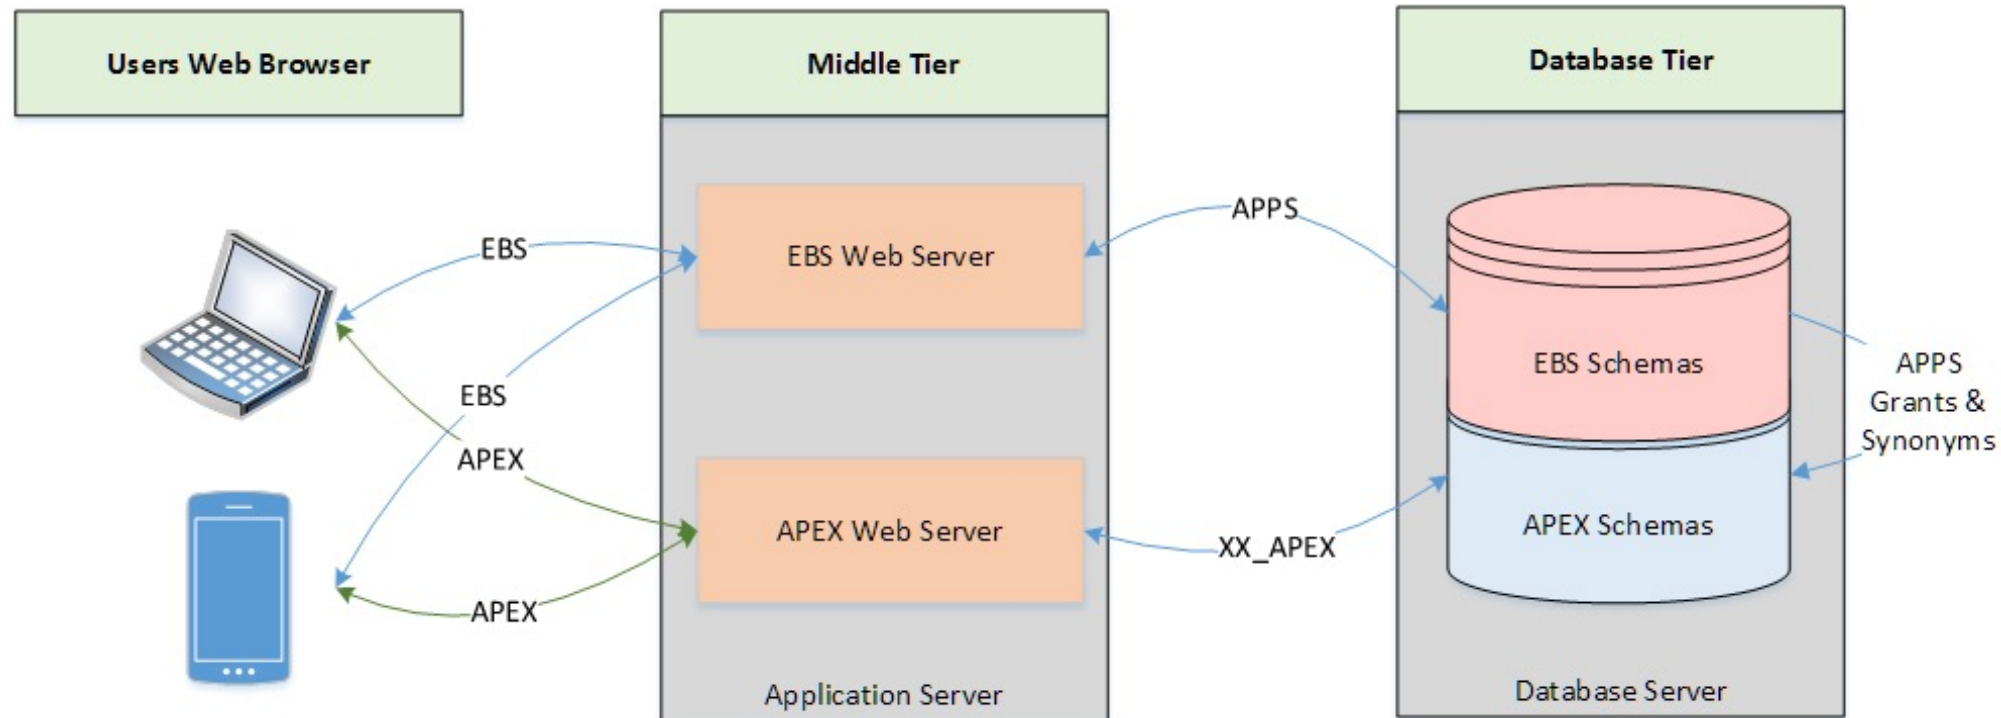 Users Web Browser
Middle Tier
Database Tier
EBS
EBS
APEX
APEX
EBS Web Server
APEX Web Server
Application Server
APPS
XX_APEX
EBS Schemas
APEX Schemas
Database Server
APPS
Grants &
Synonyms